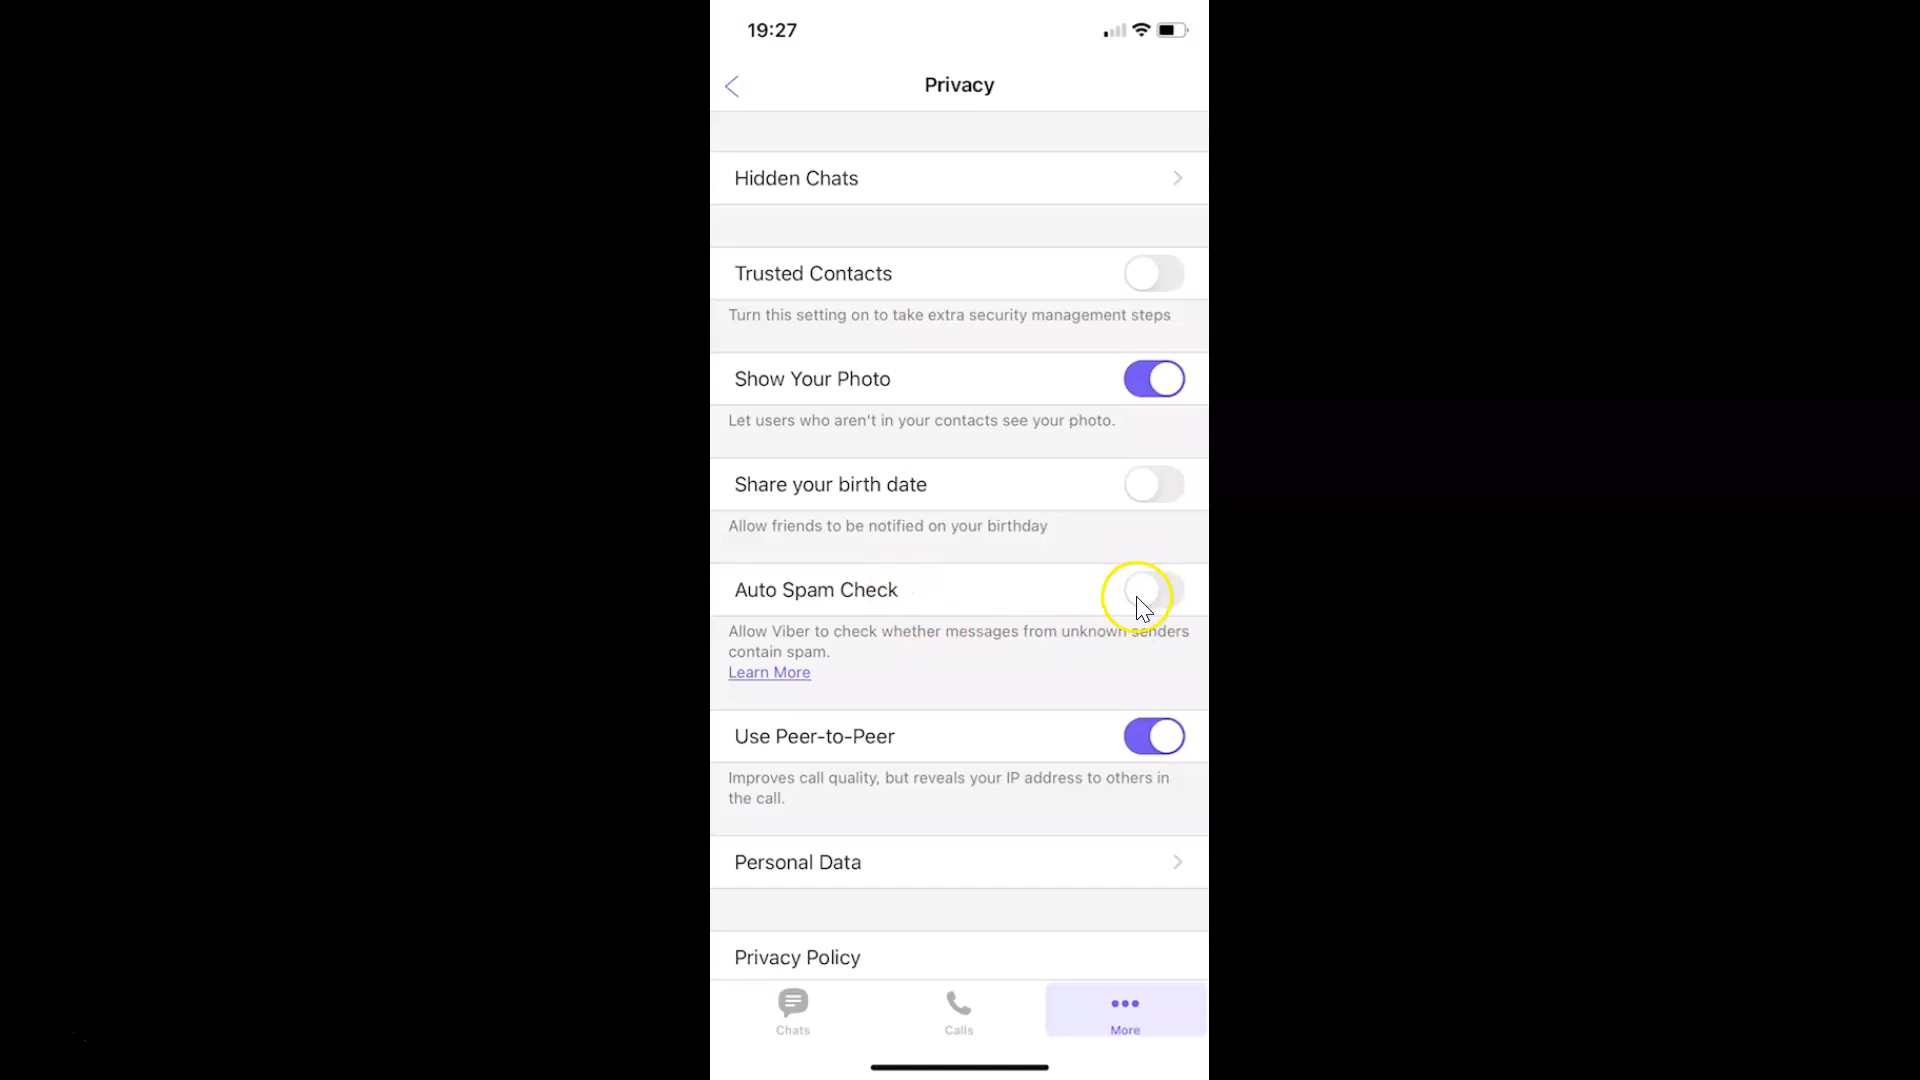 19:27
Privacy
Hidden Chats
Trusted Contacts
Turn this setting on to take extra security management steps
Show Your Photo
Let users who aren't in your contacts see your photo.
Share your birth date
Allow friends to be notified on your birthday
Auto Spam Check
Allow Viber to check whether messages from unknown senders
contain spam.
Learn More
Use Peer-to-Peer
Improves call quality, but reveals your IP address to others in
the call.
Personal Data
Privacy Policy
Chats
Calls
More